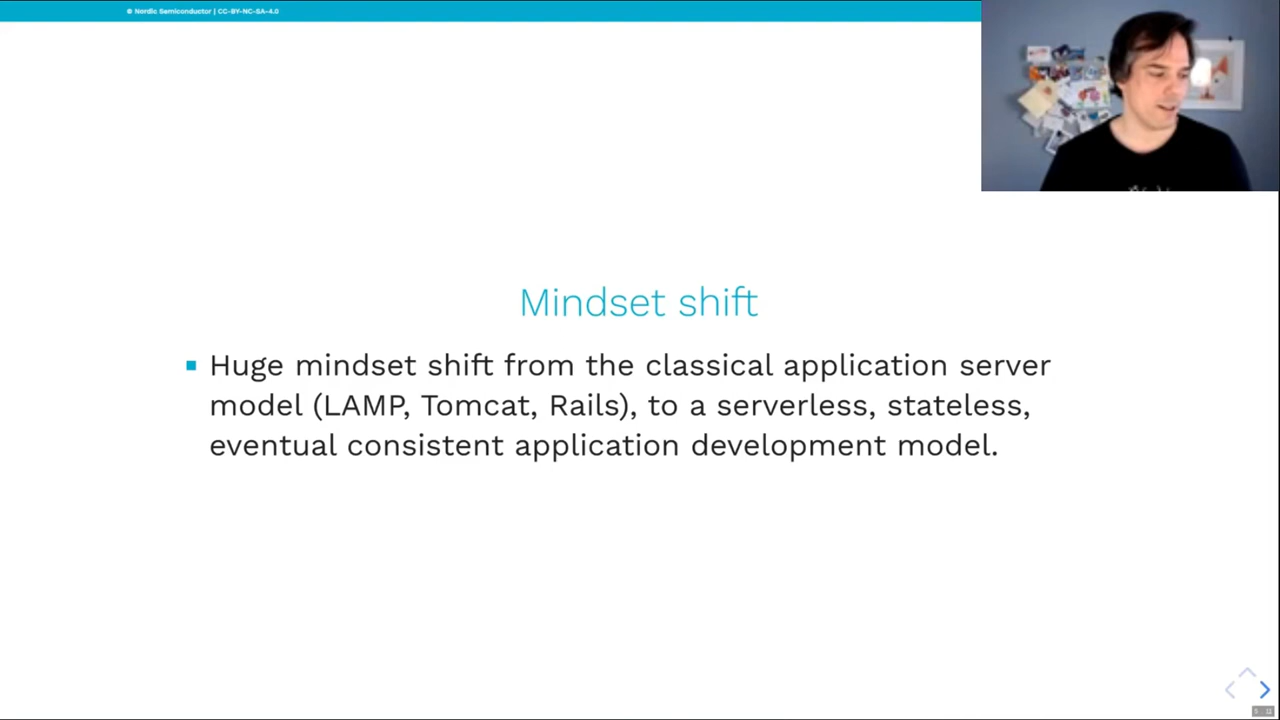 © Nordic Semiconductor | CC-BY-NC-SA-4.0
Mindset shift
Huge mindset shift from the classical application server
model (LAMP, Tomcat, Rails), to a serverless, stateless,
eventual consistent application development model.